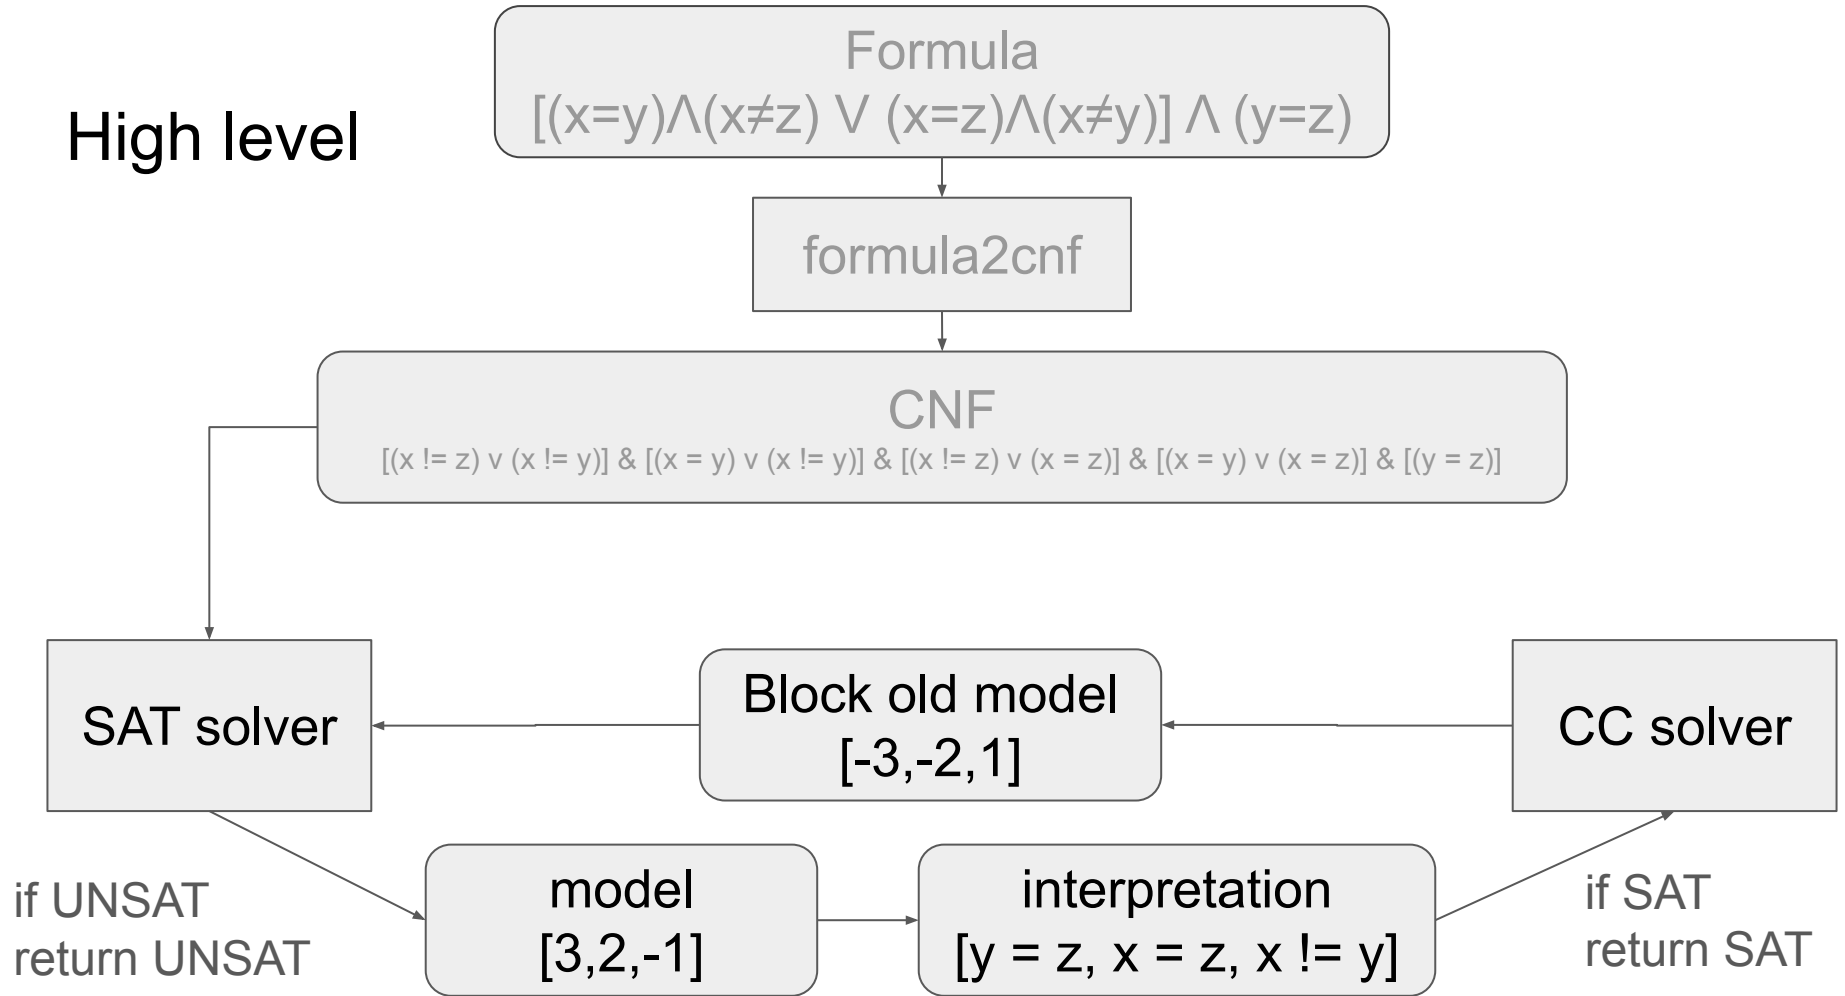 High level
Formula
[(x=y)Λ(x≠z) V (x=z)Λ(x≠y)] Λ (y=z)
formula2cnf
CNF
[(x != z) v (x != y)] & [(x = y) v (x != y)] & [(x != z) v (x = z)] & [(x = y) v (x = z)] & [(y = z)]
SAT solver
Block old model
[-3,-2,1]
CC solver
if UNSAT
return UNSAT
model
[3,2,-1]
interpretation
[y = z, x = z, x != y]
if SAT
return SAT